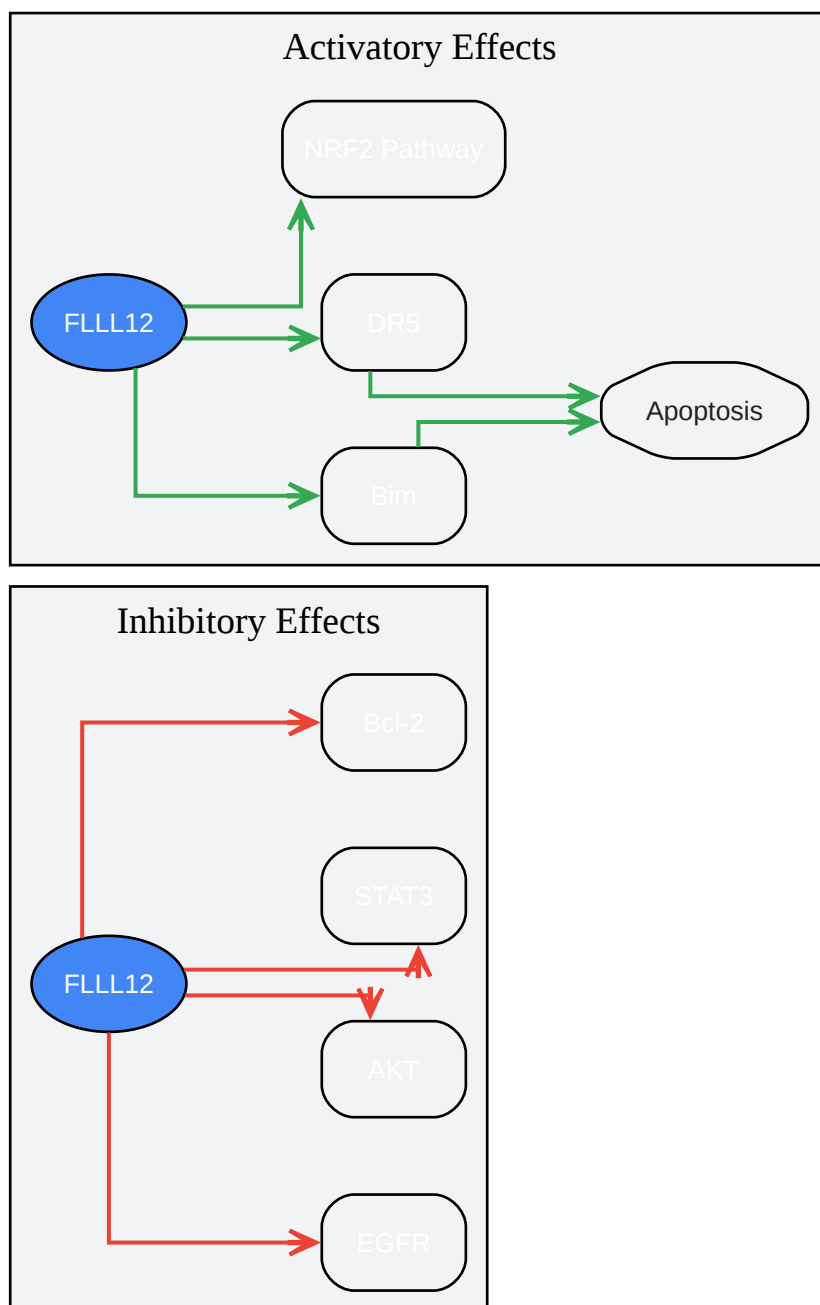 Activatory Effects
NRF2 Pathway
FLLL12
DR5
Apoptosis
Bim
Inhibitory Effects
Bcl-2
STAT3
FLLL12
AKT
EGFR